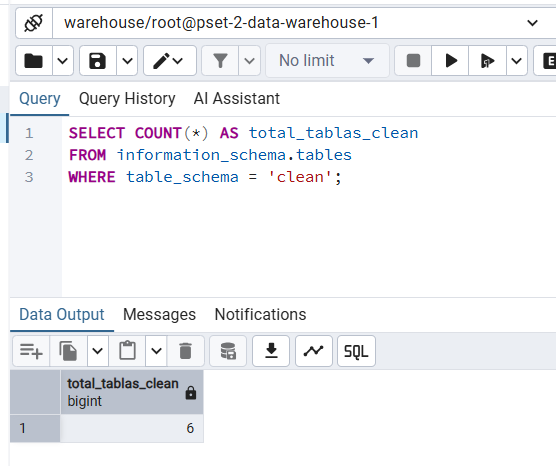 warehouse/root@pset-2-data-warehouse-1
No limit
E
Query Query History AI Assistant
1 SELECT COUNT(*) AS total_tablas_clean
2 FROM information_schema.tables
3 WHERE table_schema = 'clean';
Data Output Messages Notifications
SQL
total_tablas_clean
bigint
1 6